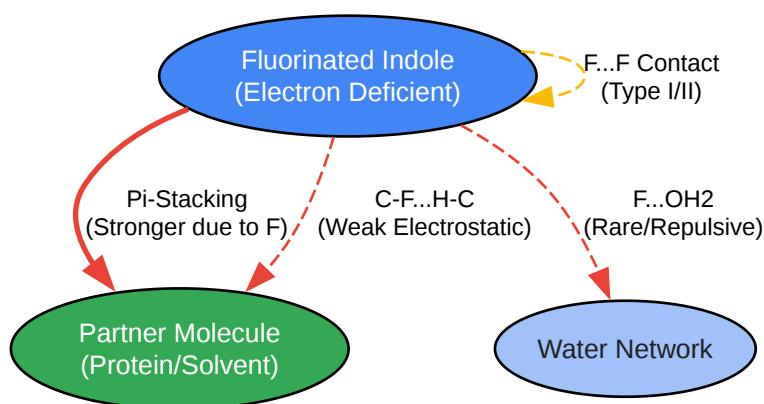 Fluorinated Indole
(Electron Deficient)
F...F Contact
(Type I/II)
Pi-Stacking
(Stronger due to F)
C-F...H-C
(Weak Electrostatic)
F...OH2
(Rare/Repulsive)
Partner Molecule
(Protein/Solvent)
Water Network